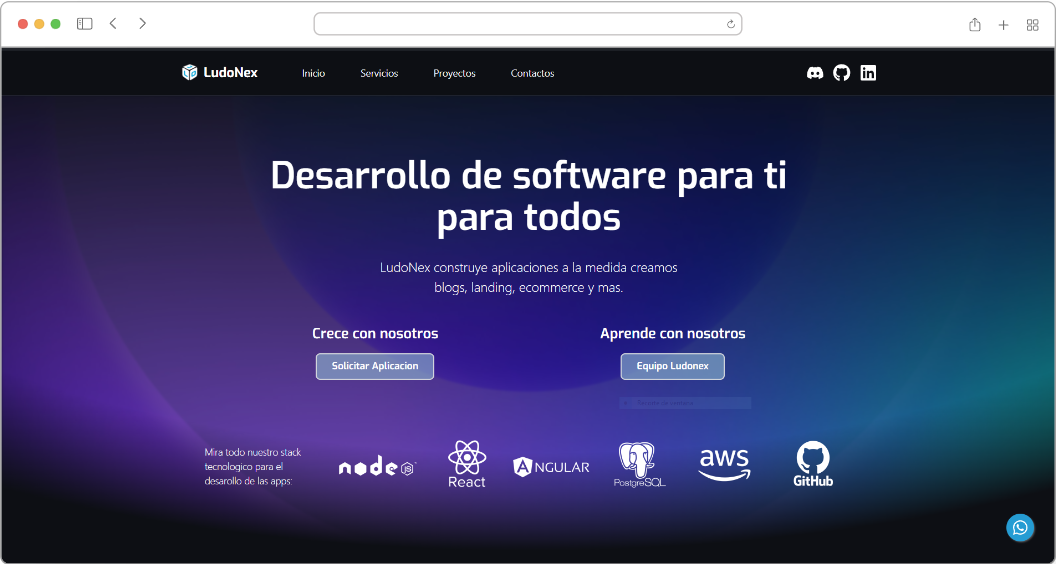 LudoNex
Inicio
Servicios
Proyectos
Contactos
Desarrollo de software para ti
para todos
LudoNex construye aplicaciones a la medida creamos
blogs, landing, ecommerce y mas.
Crece con nosotros
Aprende con nosotros
Solicitar Aplicacion
Equipo Ludonex
Mira todo nuestro stack
tecnologico para el
desarollo de las apps:
node
JS
React
ANGULAR
PostgreSQL
aws
GitHub